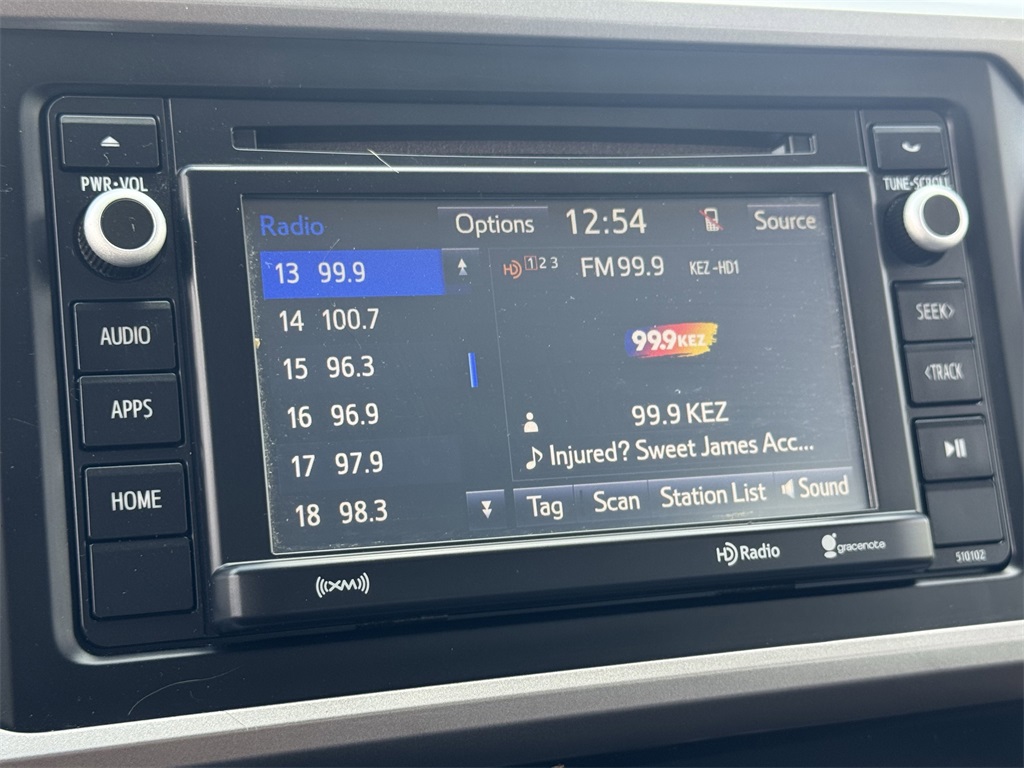 PWR•VOL
AUDIO
APPS
HOME
Radio
Options
12:54
Source
13 99.9
14 100.7
15 96.3
16 96.9
17 97.9
18 98.3
HD 1 2 3
FM 99.9
KEZ-HD1
99.9 KEZ
99.9 KEZ
Injured? Sweet James Acc...
Tag
Scan
Station List
Sound
TUNE•SCROLL
SEEK>
<TRACK
510102
((XM))
HD Radio
gracenote